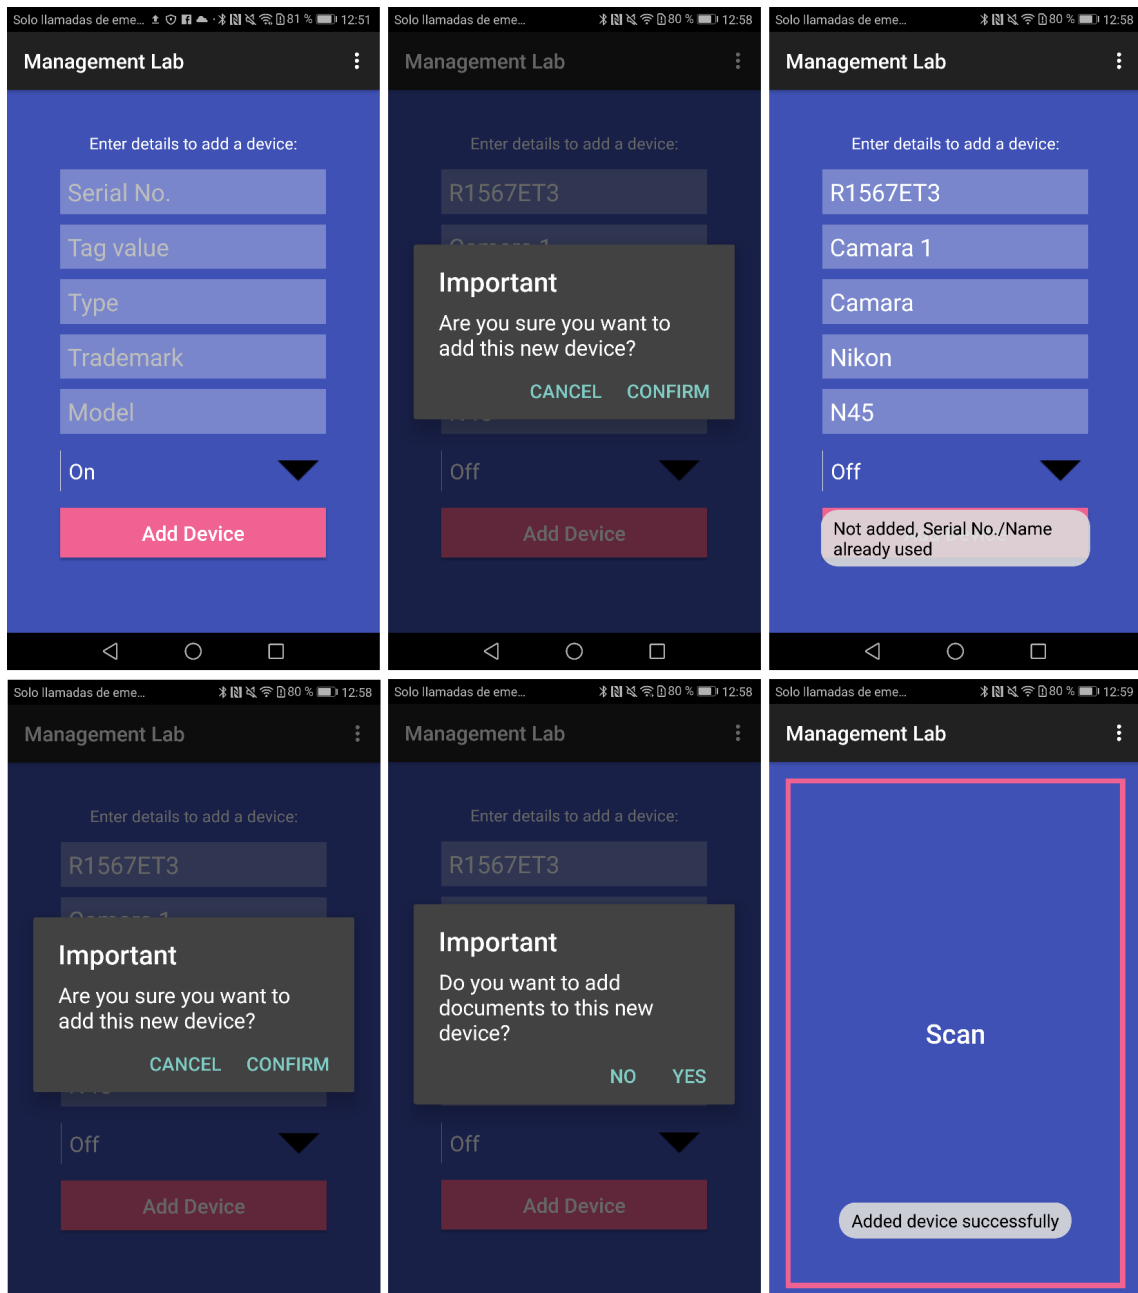 Solo llamadas de eme... 81 % 12:51
Management Lab
Enter details to add a device:
Serial No.
Tag value
Type
Trademark
Model
On
Add Device
Solo llamadas de eme... 80 % 12:58
Management Lab
Enter details to add a device:
R1567ET3
Camara 1
Important
Are you sure you want to
add this new device?
CANCEL CONFIRM
N45
Off
Add Device
Solo llamadas de eme... 80 % 12:58
Management Lab
Enter details to add a device:
R1567ET3
Camara 1
Camara
Nikon
N45
Off
Not added, Serial No./Name
already used
Solo llamadas de eme... 80 % 12:58
Management Lab
Enter details to add a device:
R1567ET3
Camara 1
Important
Are you sure you want to
add this new device?
CANCEL CONFIRM
N45
Off
Add Device
Solo llamadas de eme... 80 % 12:58
Management Lab
Enter details to add a device:
R1567ET3
Important
Do you want to add
documents to this new
device?
NO YES
Off
Add Device
Solo llamadas de eme... 80 % 12:59
Management Lab
Scan
Added device successfully